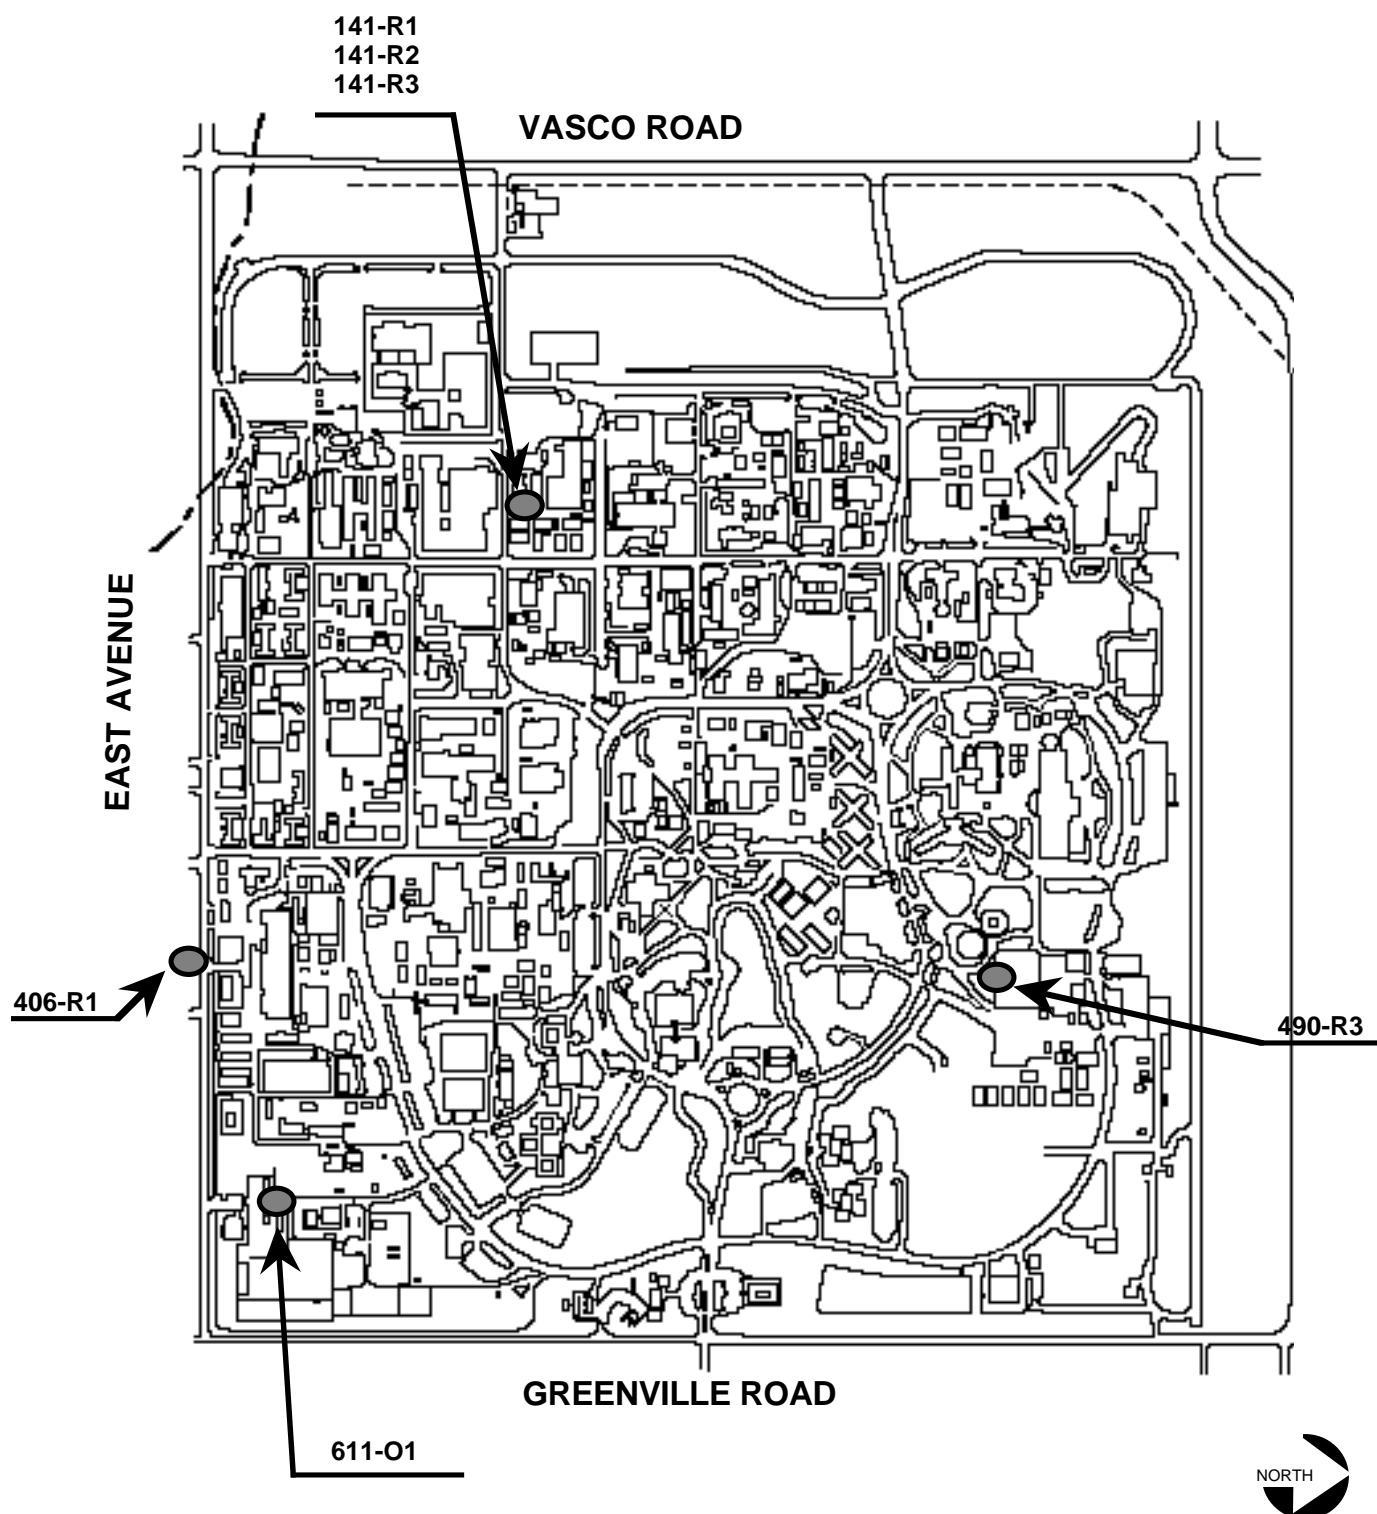 141-R1
141-R2
141-R3
VASCO ROAD
EAST AVENUE
406-R1
490-R3
GREENVILLE ROAD
611-O1
NORTH